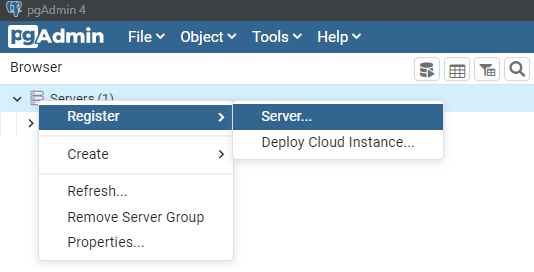 pgAdmin 4
pgAdmin File Object Tools Help
Browser
Servers (1)
Register Server...
Deploy Cloud Instance...
Create
Refresh...
Remove Server Group
Properties...